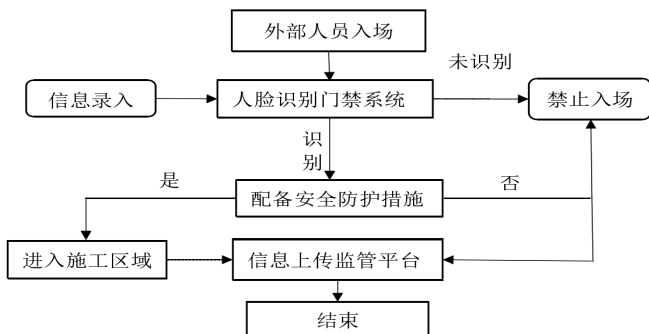 外部人员入场
未识别
信息录入
人脸识别门禁系统
禁止入场
识
别
是
配备安全防护措施
否
进入施工区域
信息上传监管平台
结束